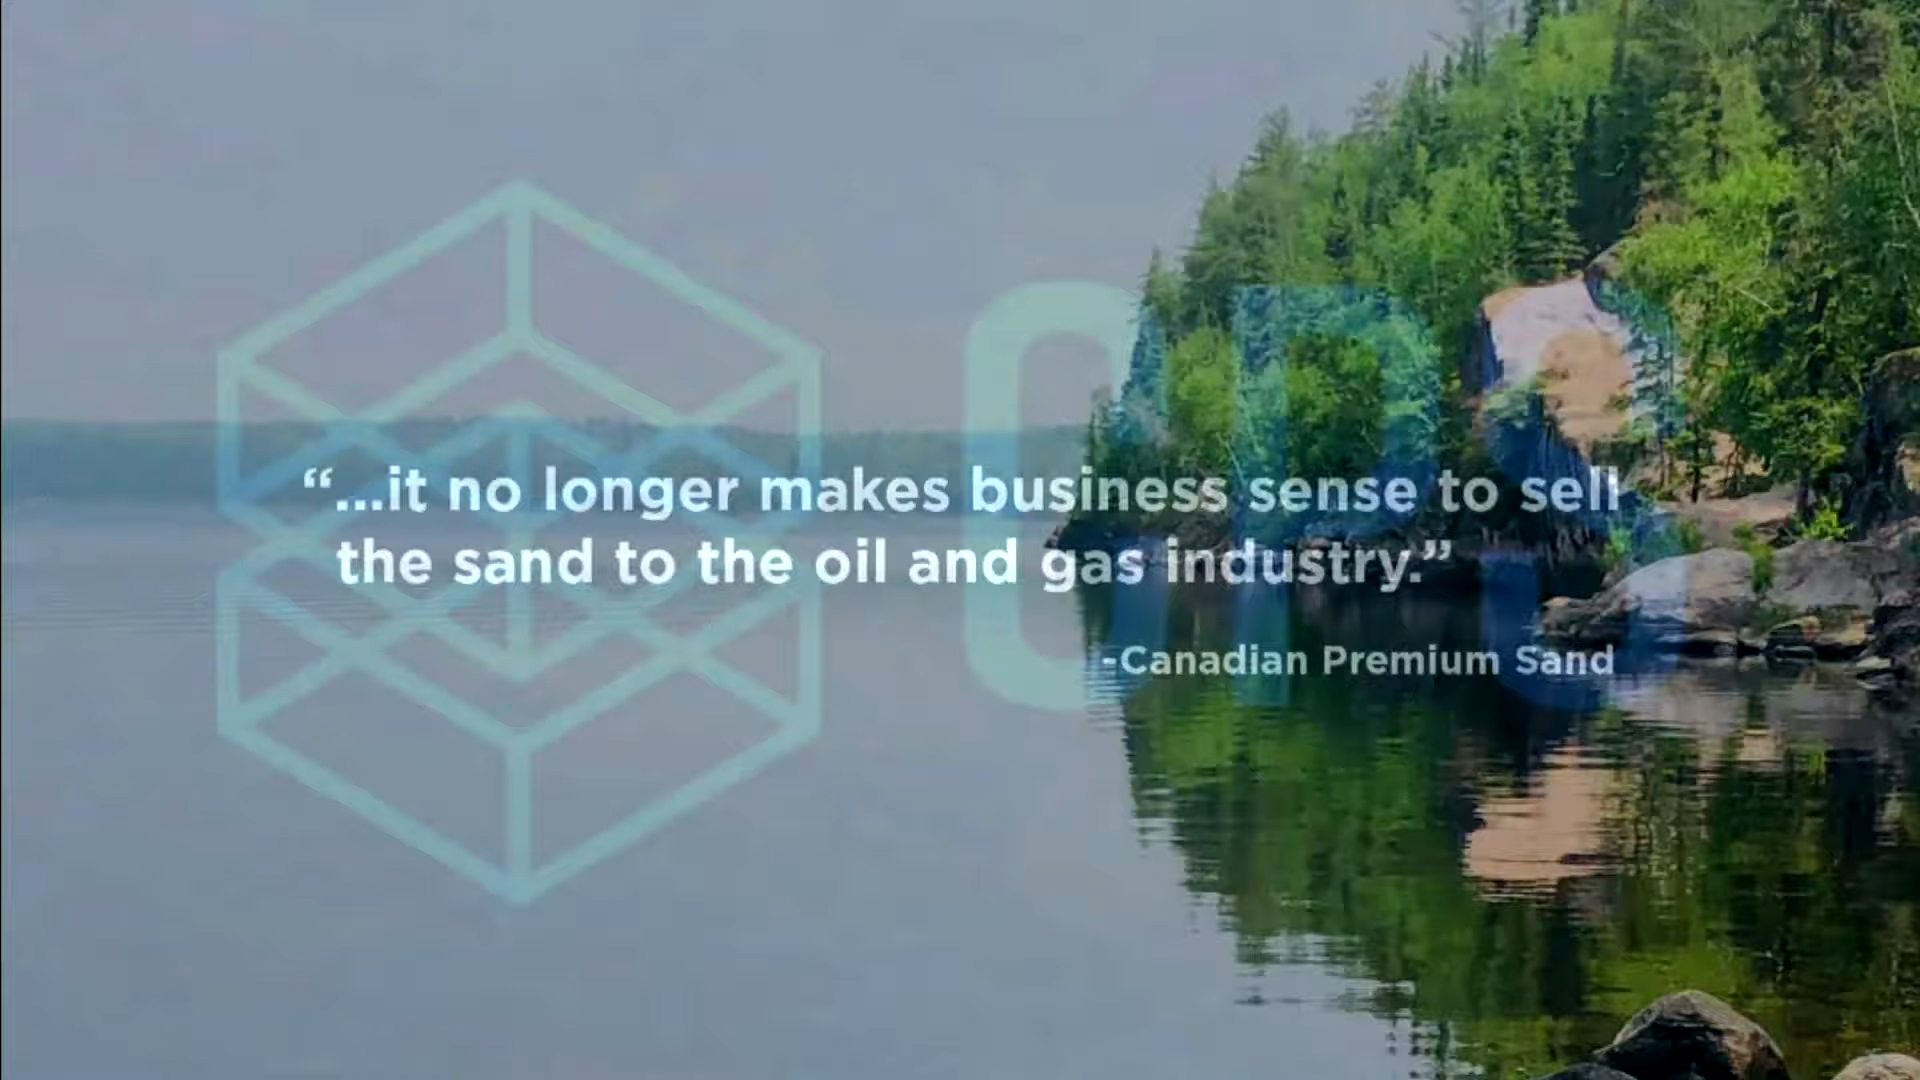 CPS
“...it no longer makes business sense to sell
the sand to the oil and gas industry.”
-Canadian Premium Sand